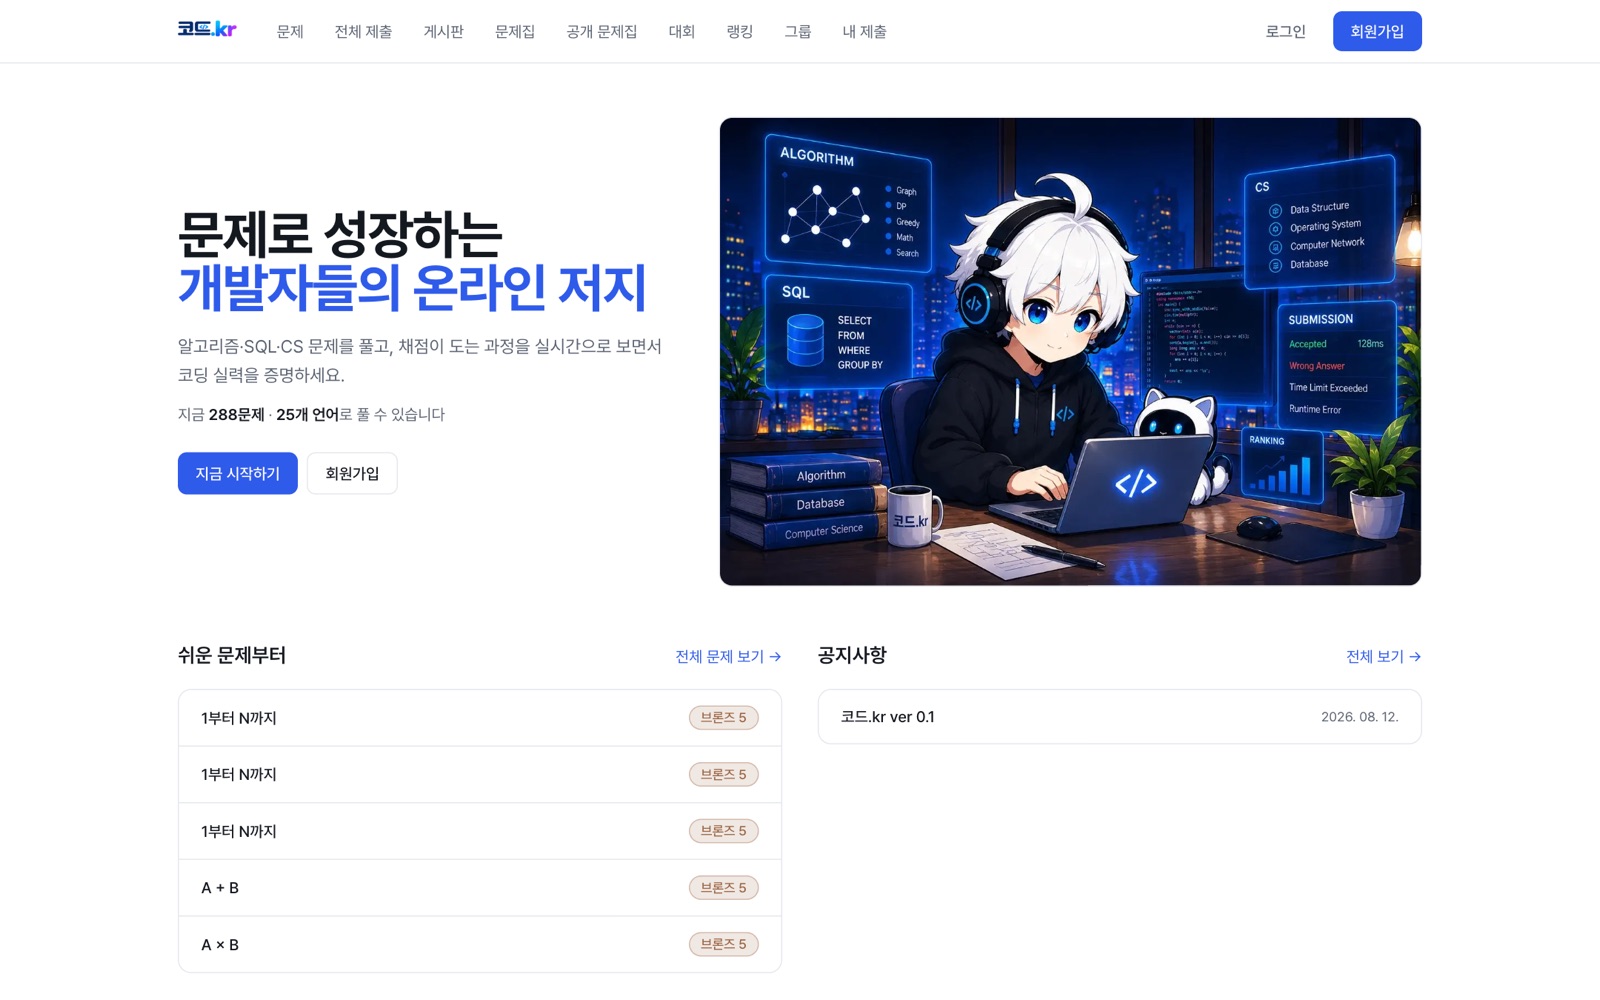 코드.kr
문제
전체 제출
게시판
문제집
공개 문제집
대회
랭킹
그룹
내 제출
로그인
회원가입
문제로 성장하는
개발자들의 온라인 저지
알고리즘·SQL·CS 문제를 풀고, 채점이 도는 과정을 실시간으로 보면서
코딩 실력을 증명하세요.
지금 288문제 · 25개 언어로 풀 수 있습니다
지금 시작하기
회원가입
ALGORITHM
Graph
DP
Greedy
Math
Search
SQL
SELECT
FROM
WHERE
GROUP BY
CS
Data Structure
Operating System
Computer Network
Database
SUBMISSION
Accepted 128ms
Wrong Answer
Time Limit Exceeded
Runtime Error
RANKING
</>
</>
</>
Algorithm
Database
Computer Science
코드.kr
쉬운 문제부터
전체 문제 보기 →
1부터 N까지 브론즈 5
1부터 N까지 브론즈 5
1부터 N까지 브론즈 5
A + B 브론즈 5
A × B 브론즈 5
공지사항
전체 보기 →
코드.kr ver 0.1 2026. 08. 12.